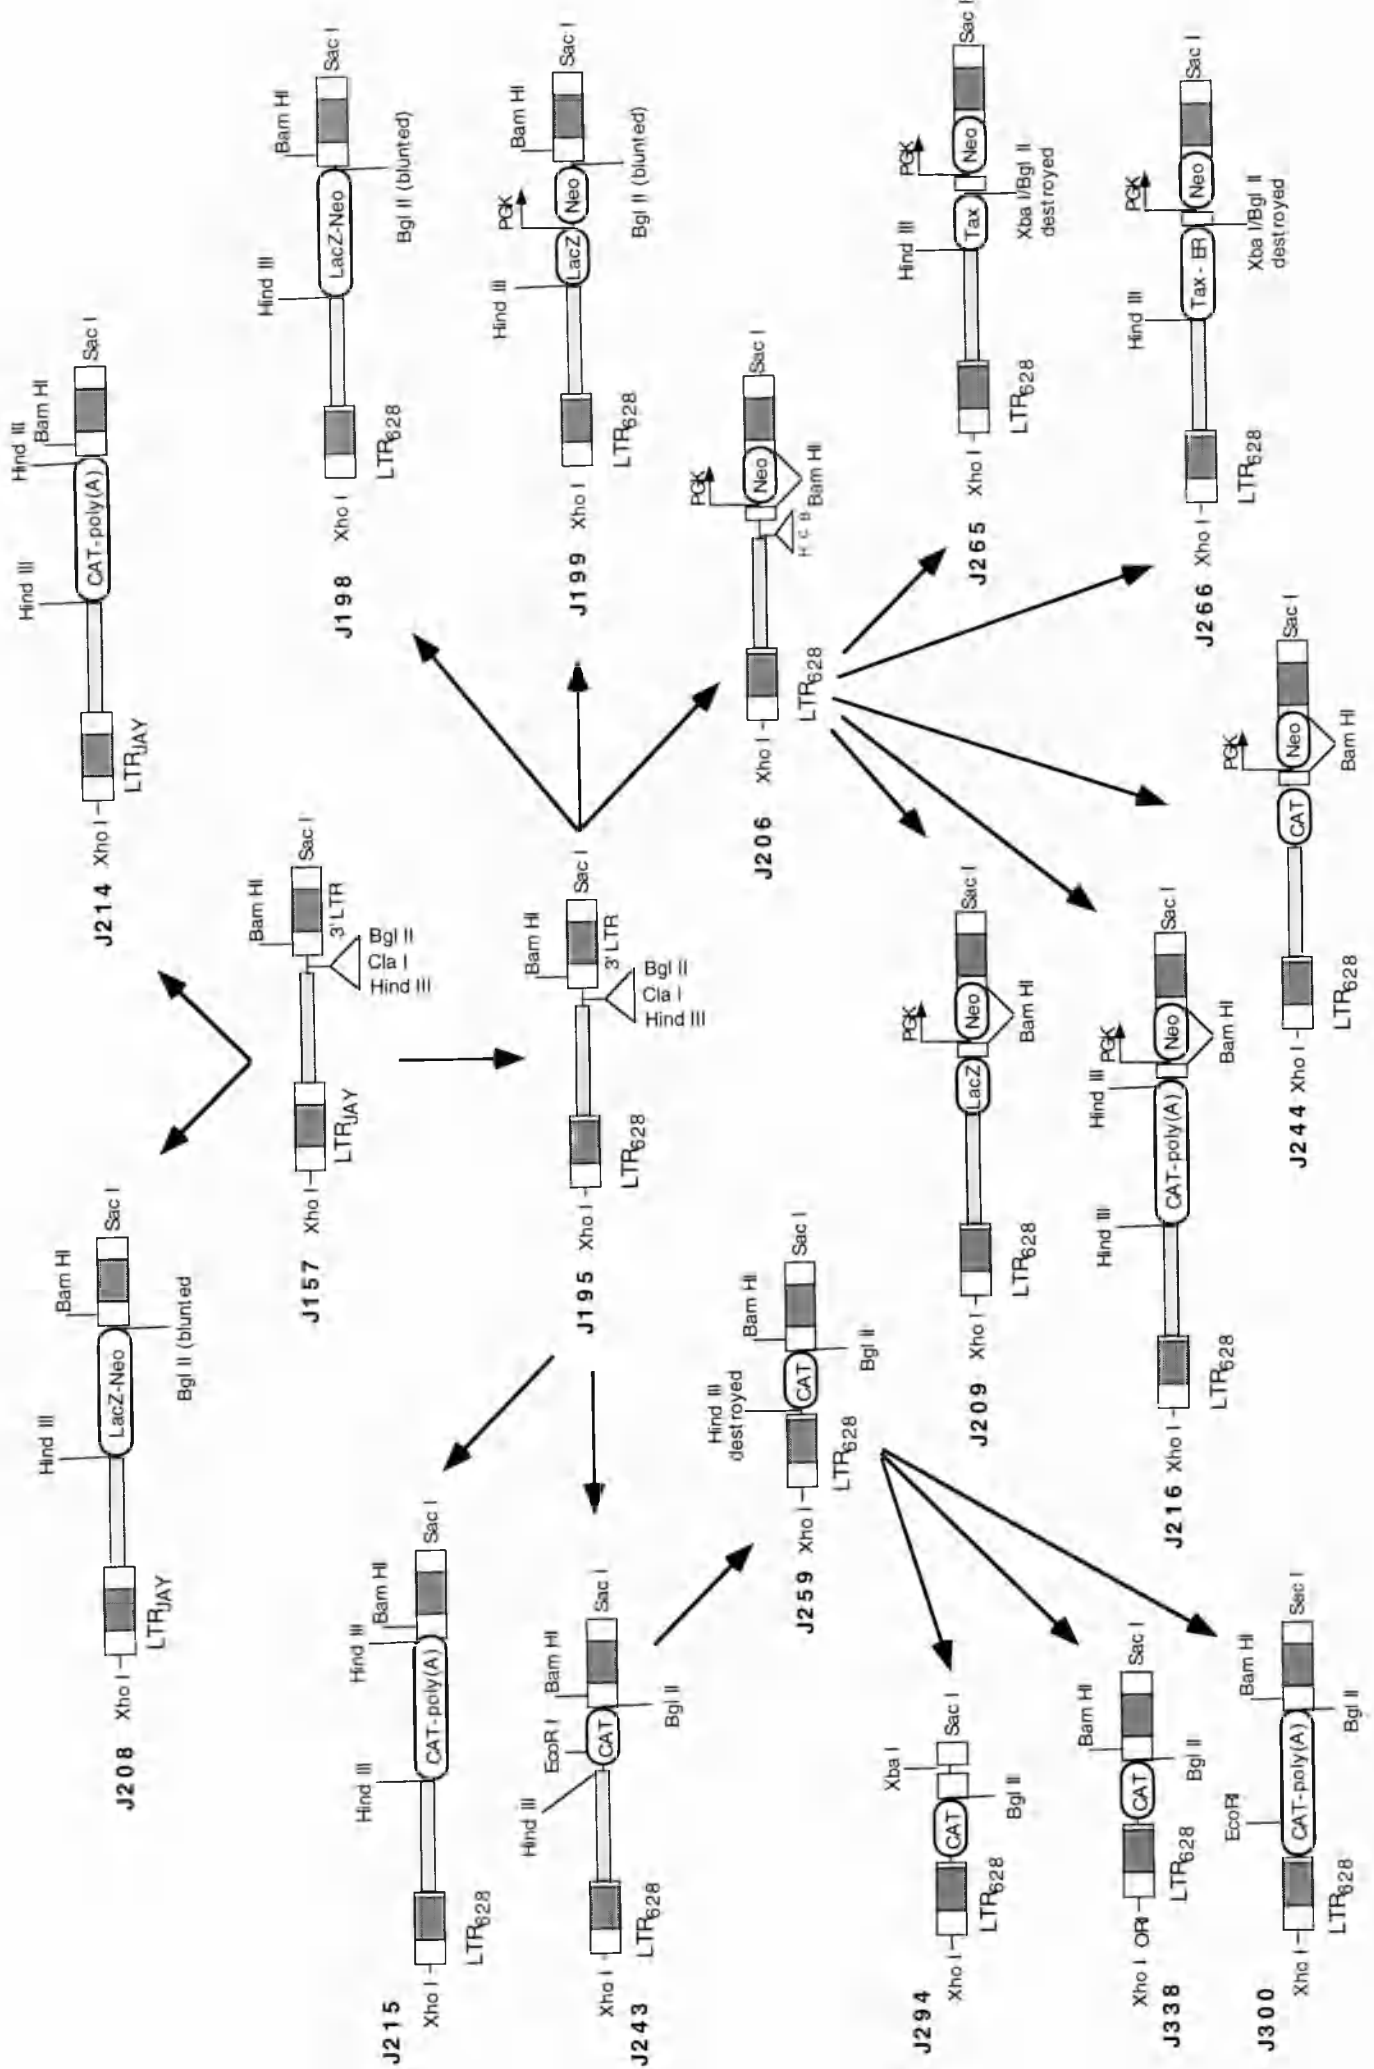 J208
Xho I
LTRJAY
Hind III
LacZ-Neo
Bam HI
Bgl II (blunted
Sac I
J214
Xho I
LTRJAY
Hind III
CAT-poly(A)
Hind III
Bam HI
Sac I
J157
Xho I
LTRJAY
Bam HI
Bgl II
Cla I
Hind III
3' LTR
Sac I
J198
Xho I
LTR628
Hind III
LacZ-Neo
Bam HI
Bgl II (blunted)
Sac I
J215
Xho I
LTR628
Hind III
CAT-poly(A)
Hind III
Bam HI
Sac I
J195
Xho I
LTR628
Bam HI
Bgl II
Cla I
Hind III
3' LTR
Sac I
J199
Xho I
LTR628
Hind III
LacZ
PGK
Neo
Bam HI
Bgl II (blunted)
Sac I
J243
Xho I
LTR628
Hind III
EcoR I
CAT
Bam HI
Bgl II
Sac I
J259
Xho I
LTR628
Hind III
destroyed
CAT
Bam HI
Bgl II
Sac I
J206
Xho I
LTR628
H C B
PGK
Neo
Bam HI
Sac I
J294
Xho I
LTR628
CAT
Xba I
Bgl II
Sac I
J209
Xho I
LTR628
LacZ
PGK
Neo
Bam HI
Sac I
J265
Xho I
LTR628
Hind III
Tax
PGK
Neo
Xba I/Bgl II
destroyed
Sac I
J338
Xho I ORI
LTR628
CAT
Bam HI
Bgl II
Sac I
J216
Xho I
LTR628
Hind III
CAT-poly(A)
Hind III
PGK
Neo
Bam HI
Sac I
J266
Xho I
LTR628
Hind III
Tax - ER
PGK
Neo
Xba I/Bgl II
destroyed
Sac I
J300
Xho I
LTR628
EcoRI
CAT-poly(A)
Bam HI
Bgl II
Sac I
J244
Xho I
LTR628
CAT
PGK
Neo
Bam HI
Sac I